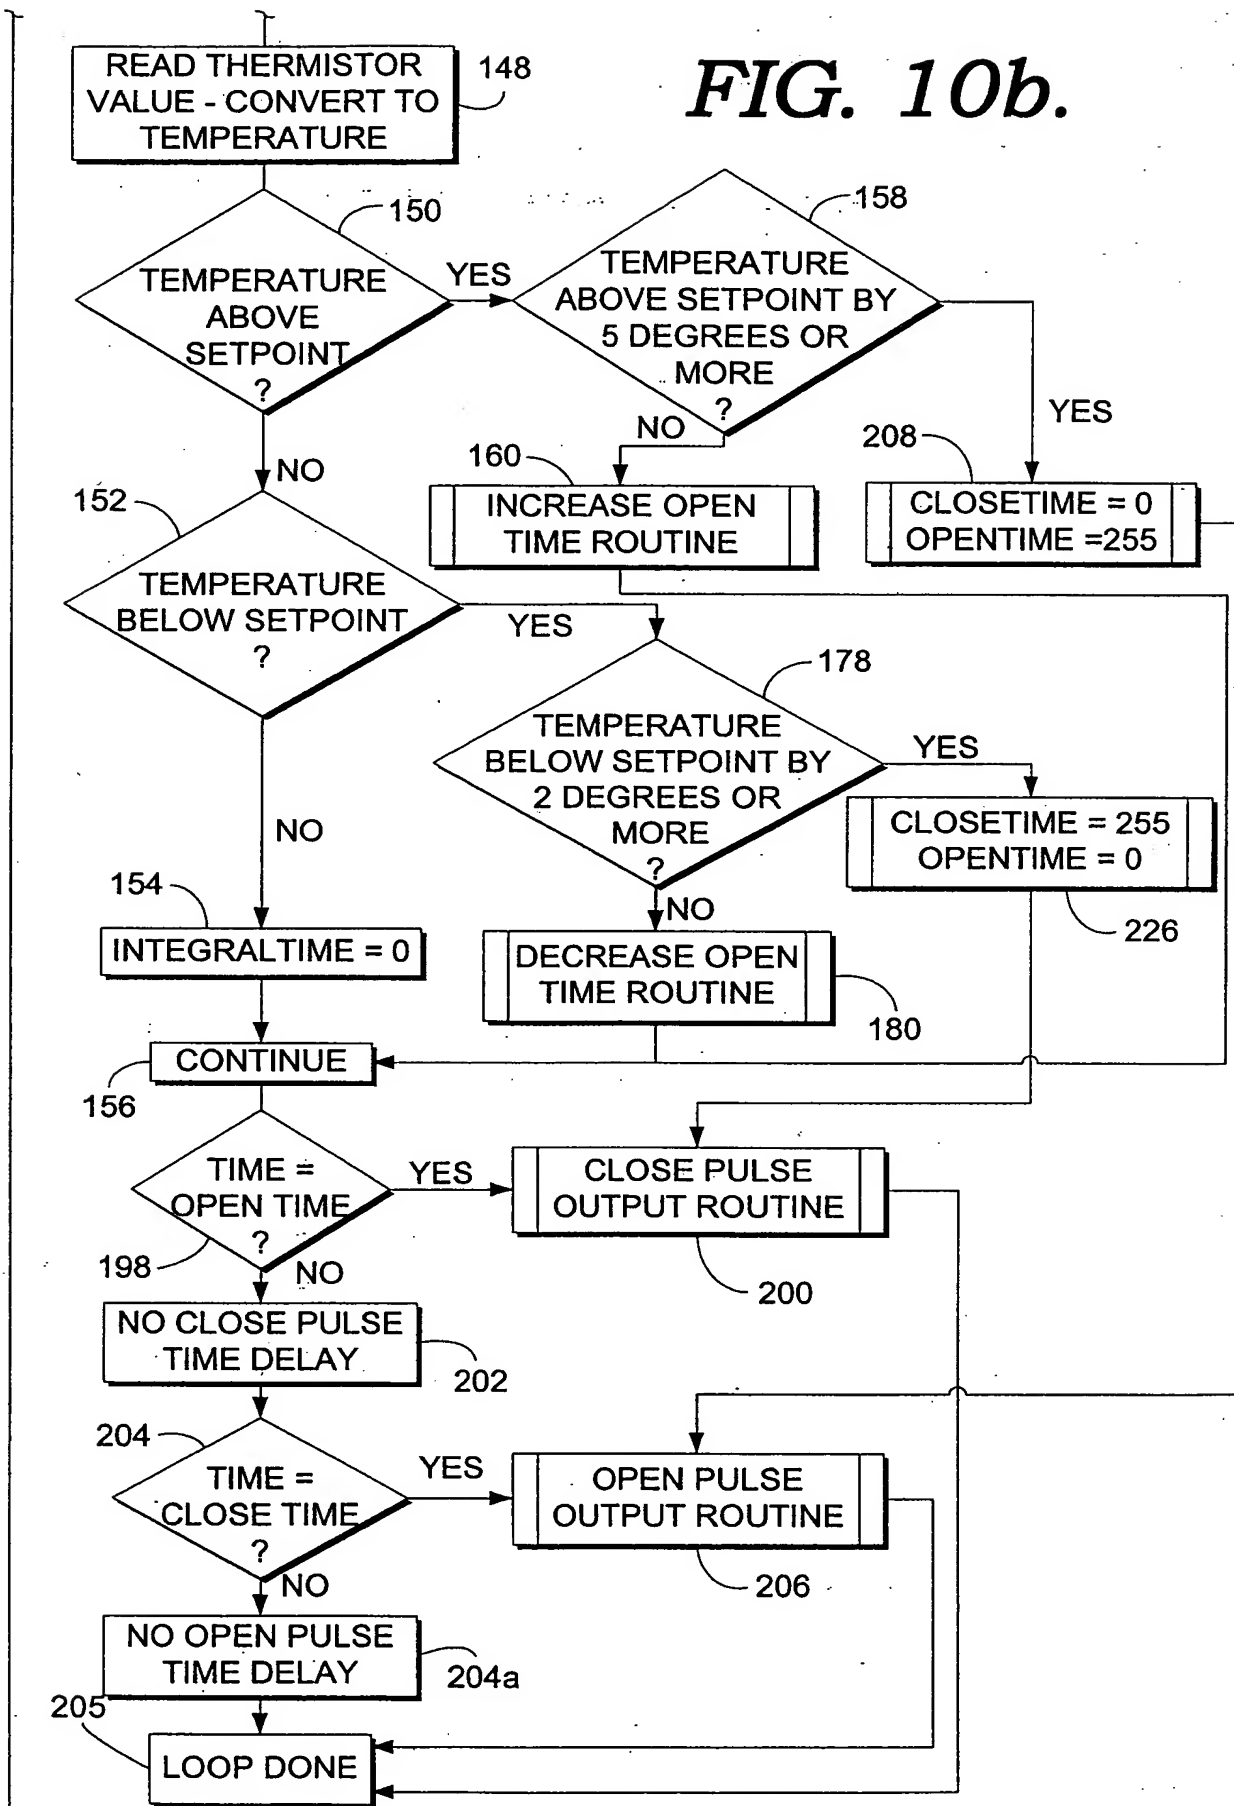 FIG. 10b.
READ THERMISTOR
VALUE - CONVERT TO
TEMPERATURE
148
150
TEMPERATURE
ABOVE
SETPOINT
?
YES
NO
158
TEMPERATURE
ABOVE SETPOINT BY
5 DEGREES OR
MORE
?
NO
YES
160
INCREASE OPEN
TIME ROUTINE
208
CLOSETIME = 0
OPENTIME =255
152
TEMPERATURE
BELOW SETPOINT
?
YES
NO
178
TEMPERATURE
BELOW SETPOINT BY
2 DEGREES OR
MORE
?
YES
NO
CLOSETIME = 255
OPENTIME = 0
226
154
INTEGRALTIME = 0
DECREASE OPEN
TIME ROUTINE
180
CONTINUE
156
TIME =
OPEN TIME
?
198
YES
NO
CLOSE PULSE
OUTPUT ROUTINE
200
NO CLOSE PULSE
TIME DELAY
202
204
TIME =
CLOSE TIME
?
YES
NO
OPEN PULSE
OUTPUT ROUTINE
206
NO OPEN PULSE
TIME DELAY
204a
205
LOOP DONE